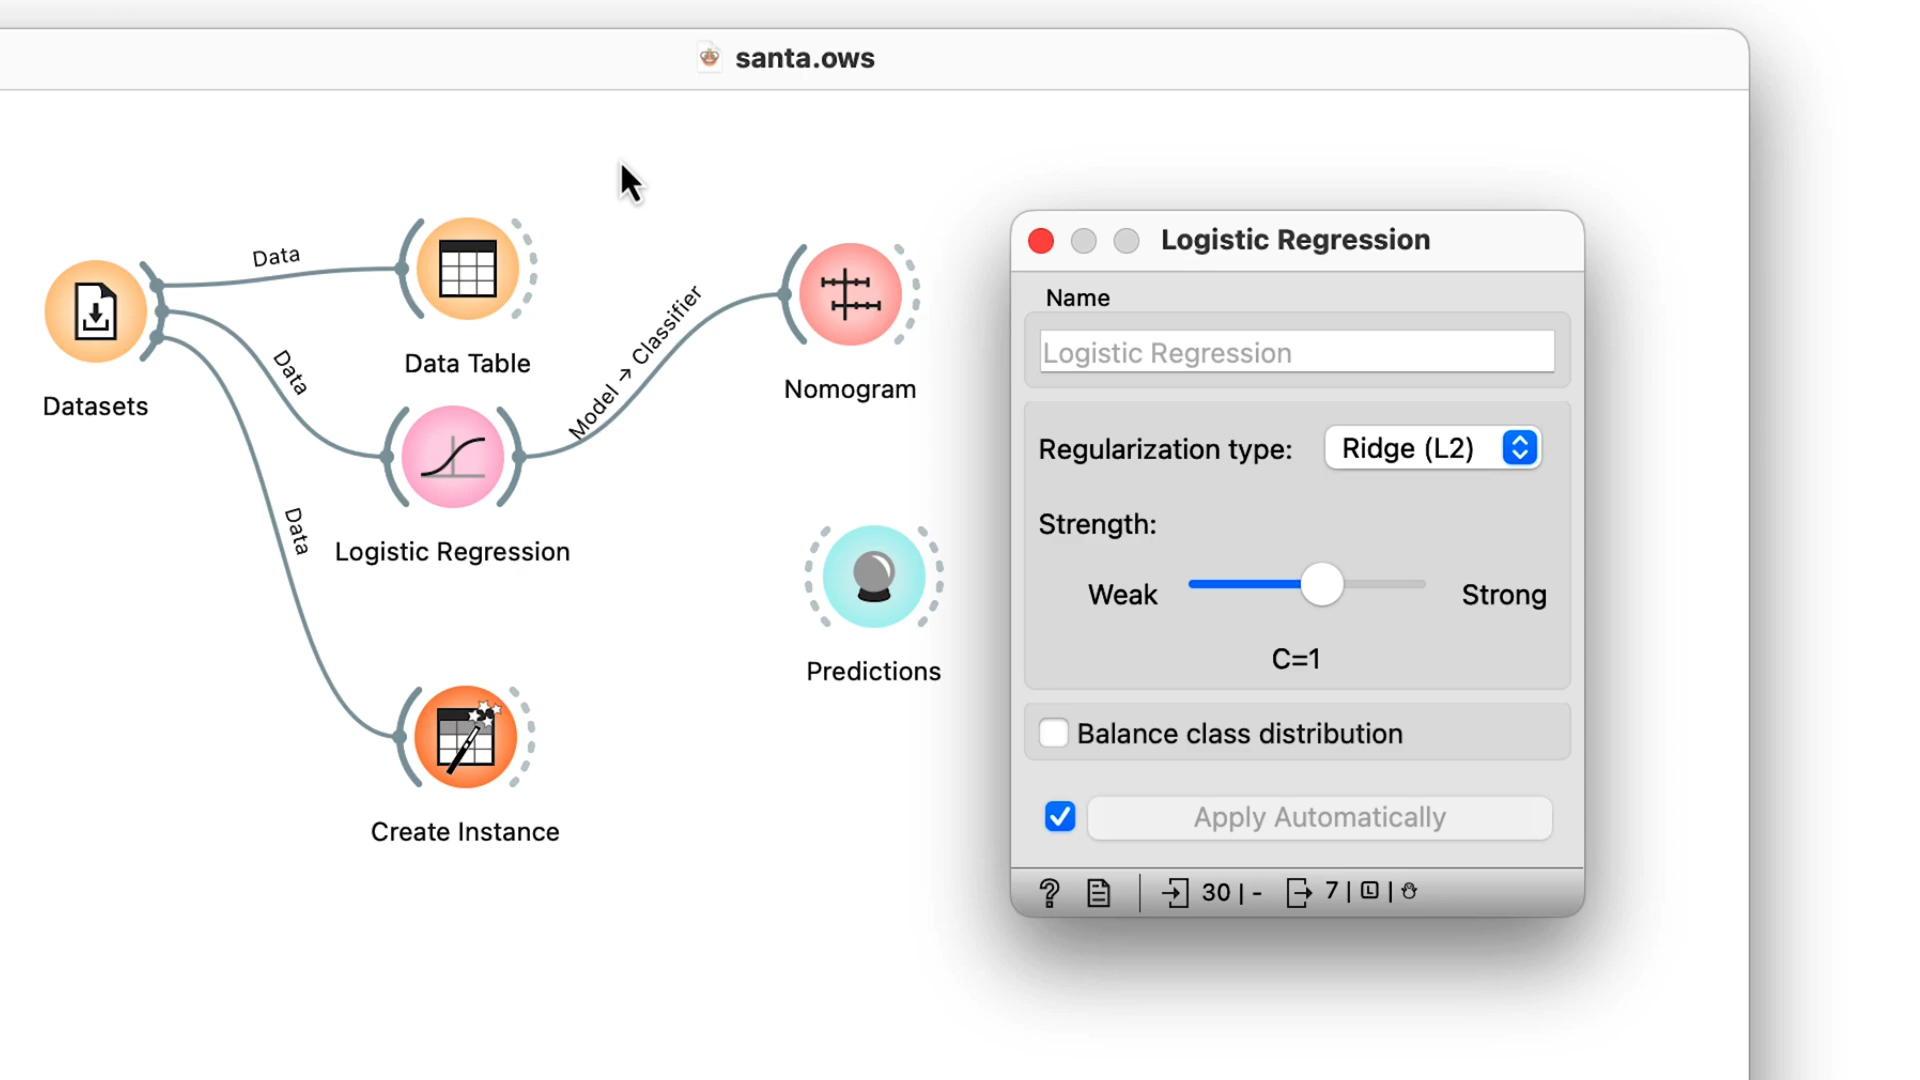 santa.ows
Data
Data Table
Datasets
Data
Model → Classifier
Nomogram
Logistic Regression
Data
Predictions
Create Instance
Logistic Regression
Name
Logistic Regression
Regularization type: Ridge (L2)
Strength:
Weak Strong
C=1
Balance class distribution
Apply Automatically
? 30 | - 7 | L |